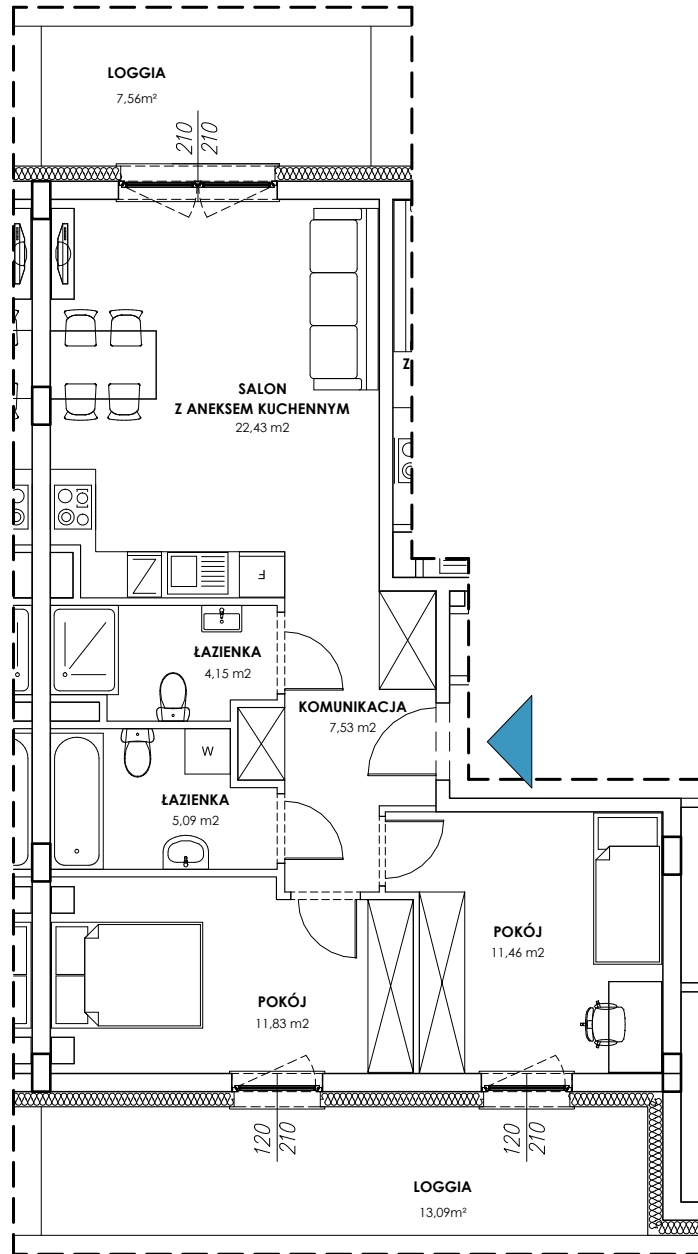 LOGGIA
7,56m²
210
210
SALON
Z ANEKSEM KUCHENNYM
22,43 m2
Z
F
ŁAZIENKA
4,15 m2
KOMUNIKACJA
7,53 m2
W
ŁAZIENKA
5,09 m2
POKÓJ
11,46 m2
POKÓJ
11,83 m2
120
210
120
210
LOGGIA
13,09m²